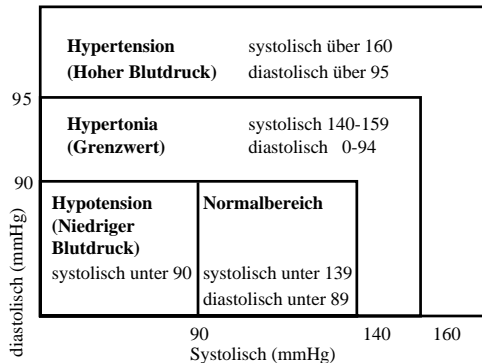 Hypertension systolisch über 160
(Hoher Blutdruck) diastolisch über 95
95
Hypertonia systolisch 140-159
(Grenzwert) diastolisch 0-94
90
Hypotension Normalbereich
(Niedriger
Blutdruck)
systolisch unter 90 systolisch unter 139
diastolisch unter 89
diastolisch (mmHg)
90 140 160
Systolisch (mmHg)